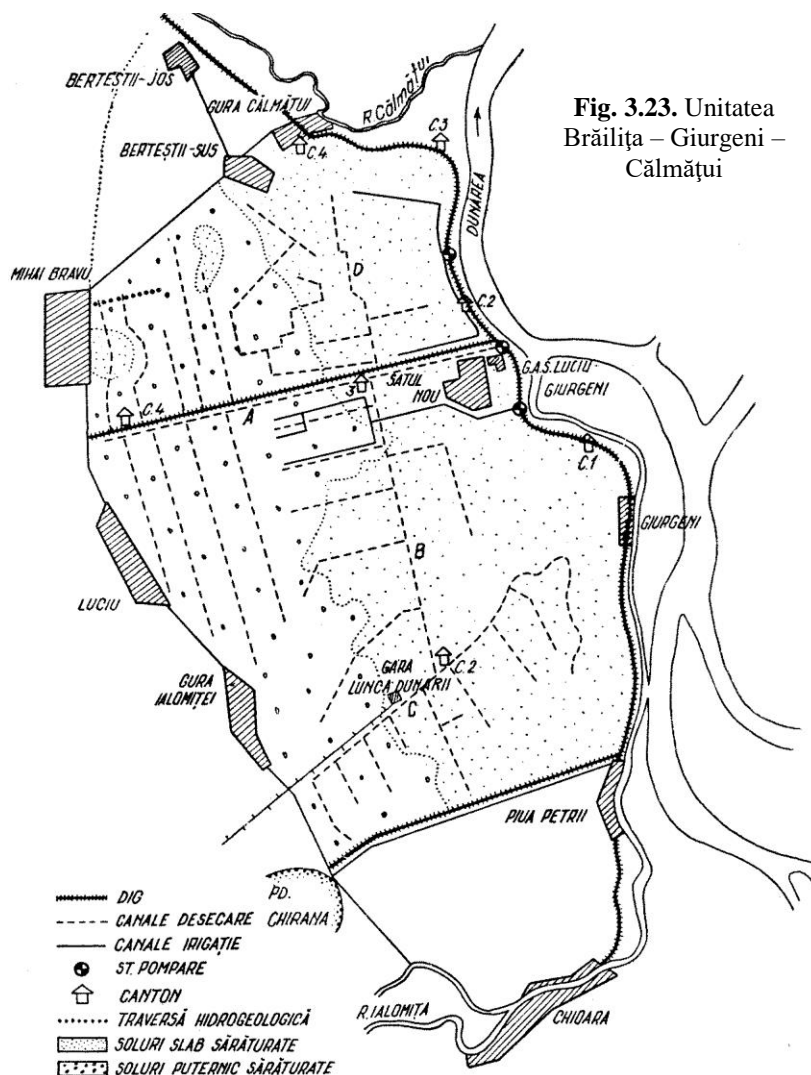 BERTEȘTII-JOS
GURA CĂLMĂȚUI
R.Călmățui
BERTEȘTII-SUS
C.4
C.3
Fig. 3.23. Unitatea
Brăilița – Giurgeni –
Călmățui
DUNĂREA
MIHAI BRAVU
D
C.2
G.A.S. LUCIU
GIURGENI
SATUL
NOU
3
C.4
A
C.1
GIURGENI
B
LUCIU
C.2
GARA
LUNCA DUNĂRII
C
GURA
IALOMIȚEI
PIUA PETRII
PD.
CHIRANA
DIG
CANALE DESECARE
CANALE IRIGAȚIE
ST. POMPARE
CANTON
TRAVERSĂ HIDROGEOLOGICĂ
SOLURI SLAB SĂRĂTURATE
SOLURI PUTERNIC SĂRĂTURATE
R.IALOMIȚA
CHIOARA